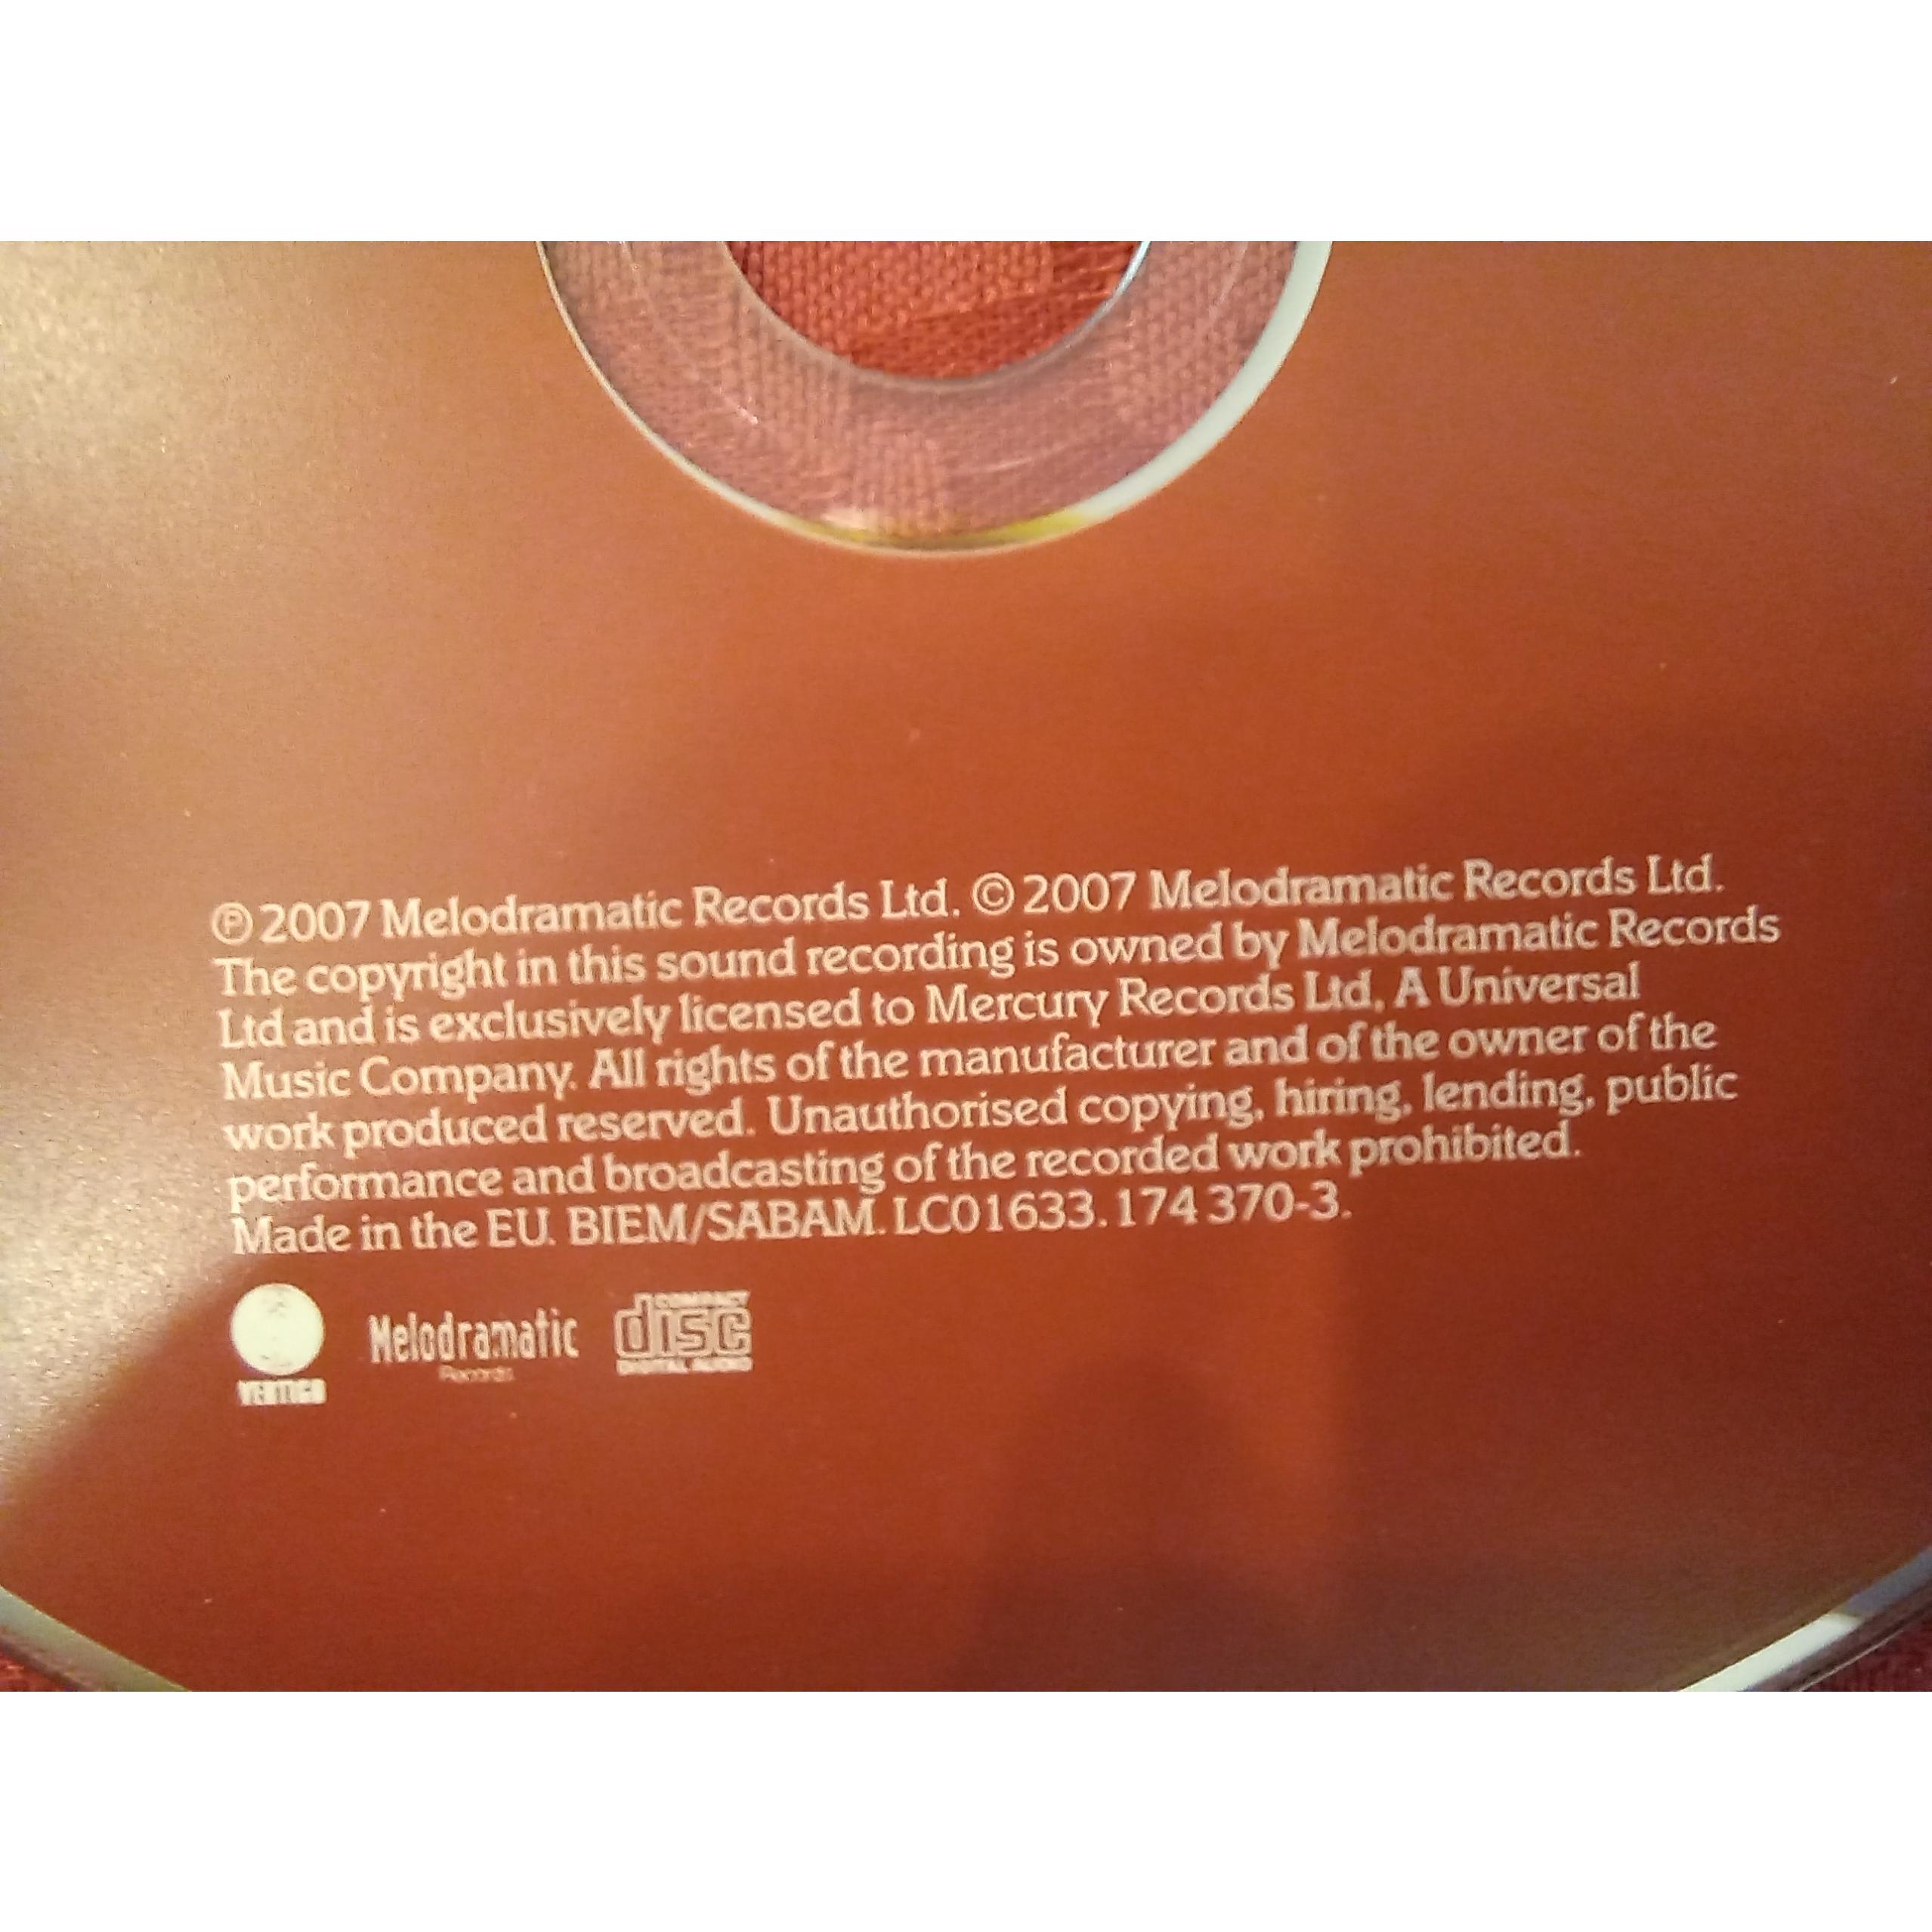 ℗ 2007 Melodramatic Records Ltd. © 2007 Melodramatic Records Ltd.
The copyright in this sound recording is owned by Melodramatic Records
Ltd and is exclusively licensed to Mercury Records Ltd, A Universal
Music Company. All rights of the manufacturer and of the owner of the
work produced reserved. Unauthorised copying, hiring, lending, public
performance and broadcasting of the recorded work prohibited.
Made in the EU. BIEM/SABAM. LC01633. 174 370-3.
VERTIGO
Melodramatic
Records
COMPACT
disc
DIGITAL AUDIO